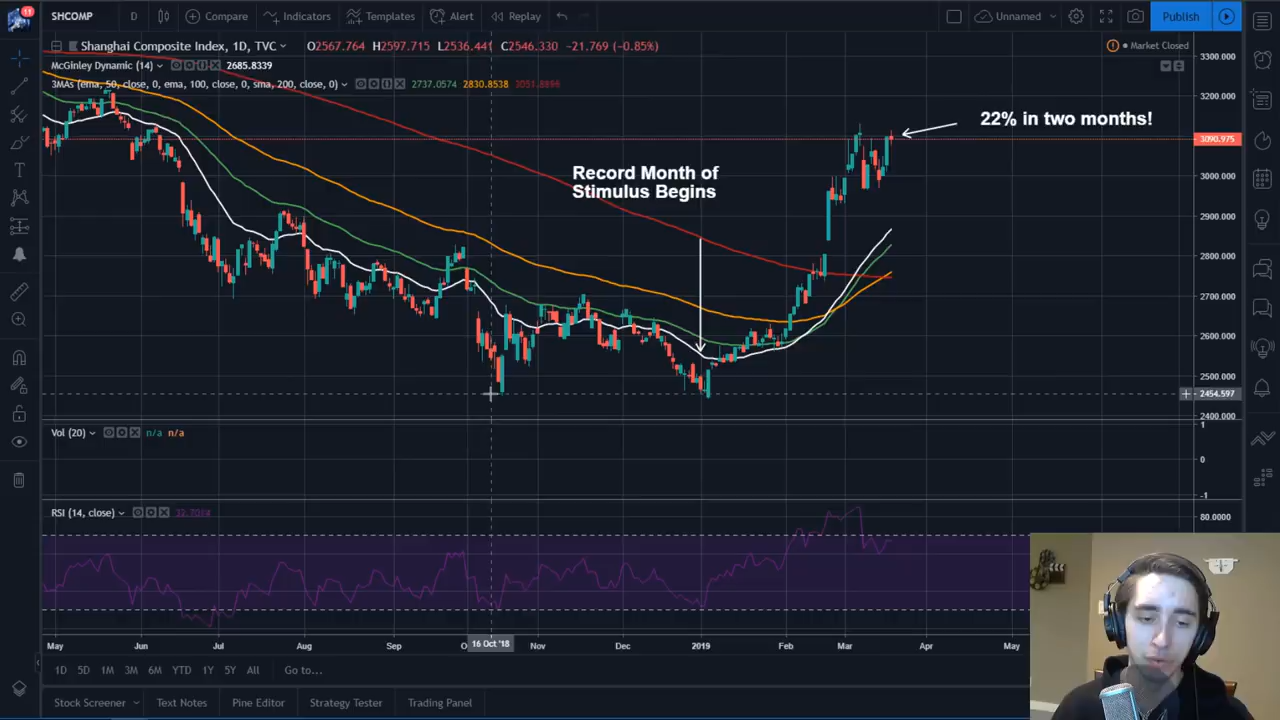 11
SHCOMP
D
Compare
Indicators
Templates
Alert
Replay
Unnamed
Publish
Shanghai Composite Index, 1D, TVC
O2567.764 H2597.715 L2536.441 C2546.330 -21.769 (-0.85%)
Market Closed
McGinley Dynamic (14)
2685.8339
3MAs (ema, 50, close, 0, ema, 100, close, 0, sma, 200, close, 0)
2737.0574 2830.8538
22% in two months!
Record Month of
Stimulus Begins
3300.000
3200.000
3090.975
3000.000
2900.000
2800.000
2700.000
2600.000
2500.000
2454.597
2400.000
Vol (20)
n/a n/a
1
0
-1
RSI (14, close)
32.7014
80.0000
May
Jun
Jul
Aug
Sep
16 Oct '18
Nov
Dec
2019
Feb
Mar
Apr
May
1D 5D 1M 3M 6M YTD 1Y 5Y All Go to...
Stock Screener
Text Notes
Pine Editor
Strategy Tester
Trading Panel